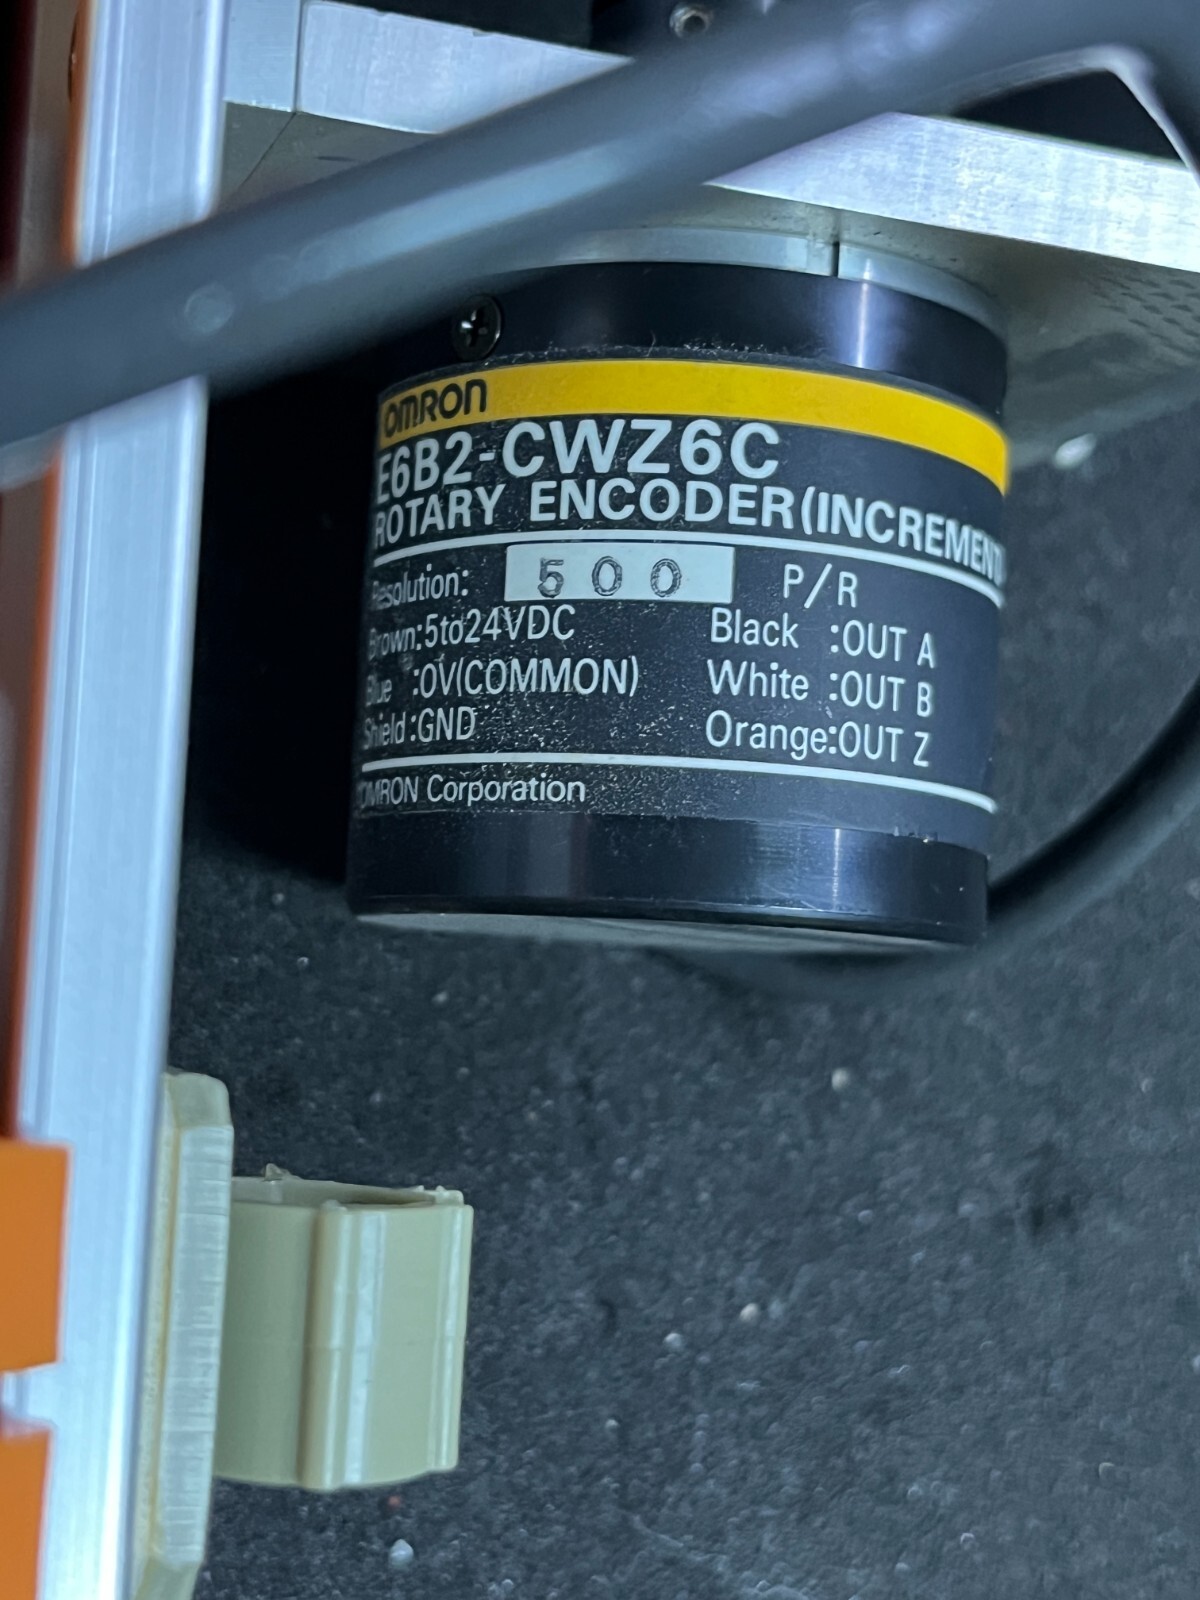 OMRON
E6B2-CWZ6C
ROTARY ENCODER(INCREMENTA
Resolution: 500 P/R
Brown:5to24VDC Black :OUT A
Blue :0V(COMMON) White :OUT B
Shield:GND Orange:OUT Z
OMRON Corporation